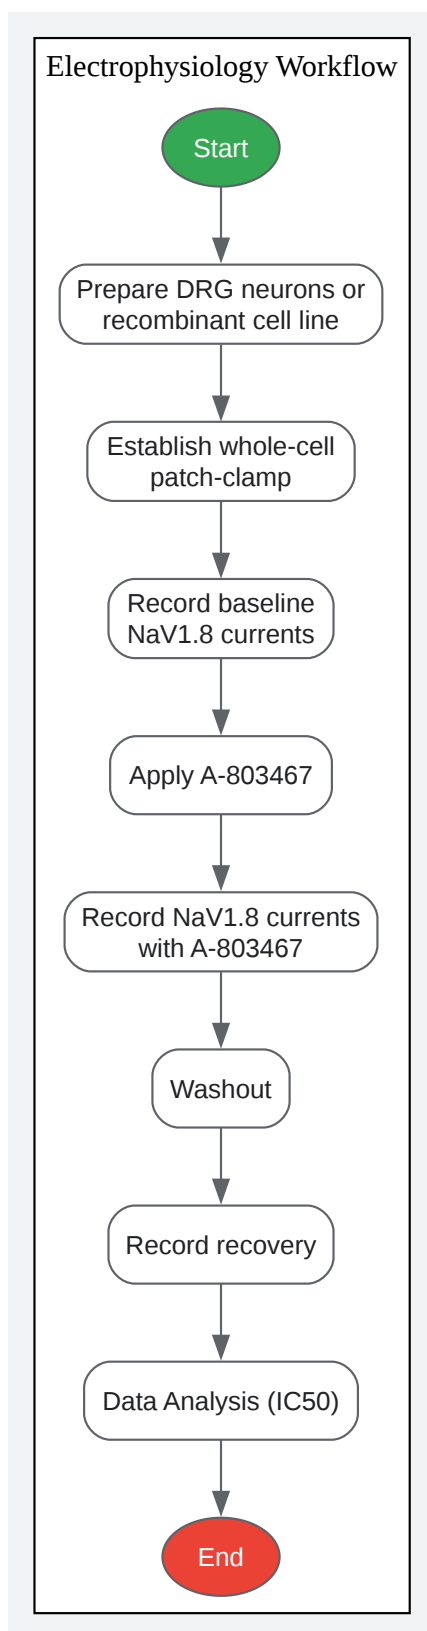 Electrophysiology Workflow
Start
Prepare DRG neurons or
recombinant cell line
Establish whole-cell
patch-clamp
Record baseline
NaV1.8 currents
Apply A-803467
Record NaV1.8 currents
with A-803467
Washout
Record recovery
Data Analysis (IC50)
End